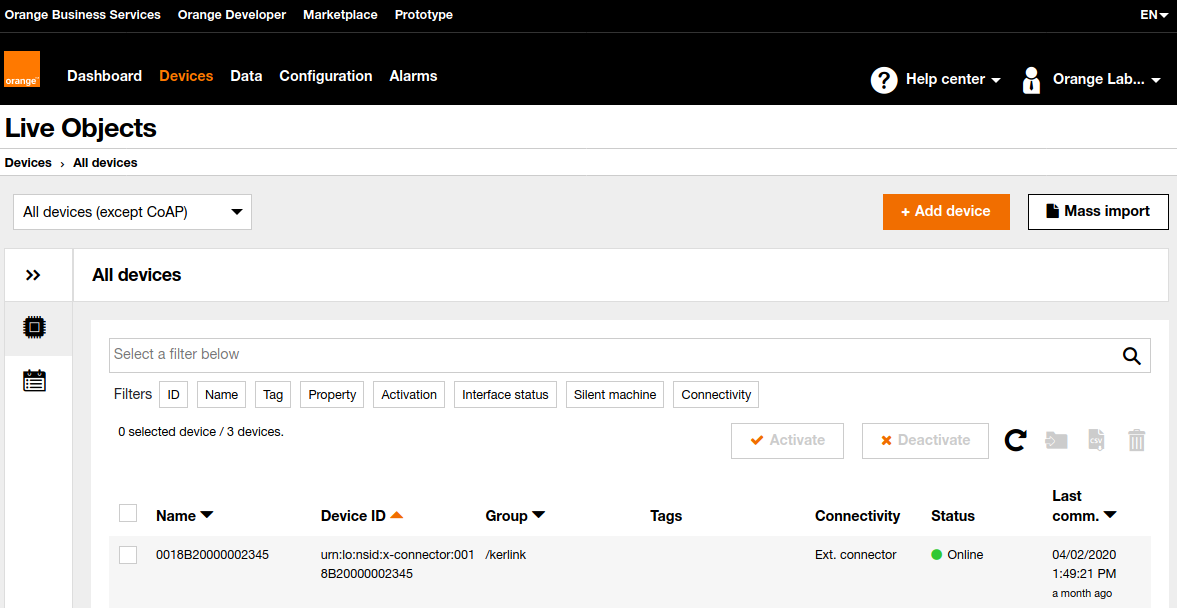 Orange Business Services Orange Developer Marketplace Prototype EN
orange™
Dashboard Devices Data Configuration Alarms ? Help center Orange Lab...
Live Objects
Devices › All devices
All devices (except CoAP) + Add device Mass import
All devices
Select a filter below
Filters ID Name Tag Property Activation Interface status Silent machine Connectivity
0 selected device / 3 devices.
Activate Deactivate CSV
Name Device ID Group Tags Connectivity Status Last
comm.
0018B20000002345 urn:lo:nsid:x-connector:001 /kerlink Ext. connector Online 04/02/2020
8B20000002345 1:49:21 PM
a month ago